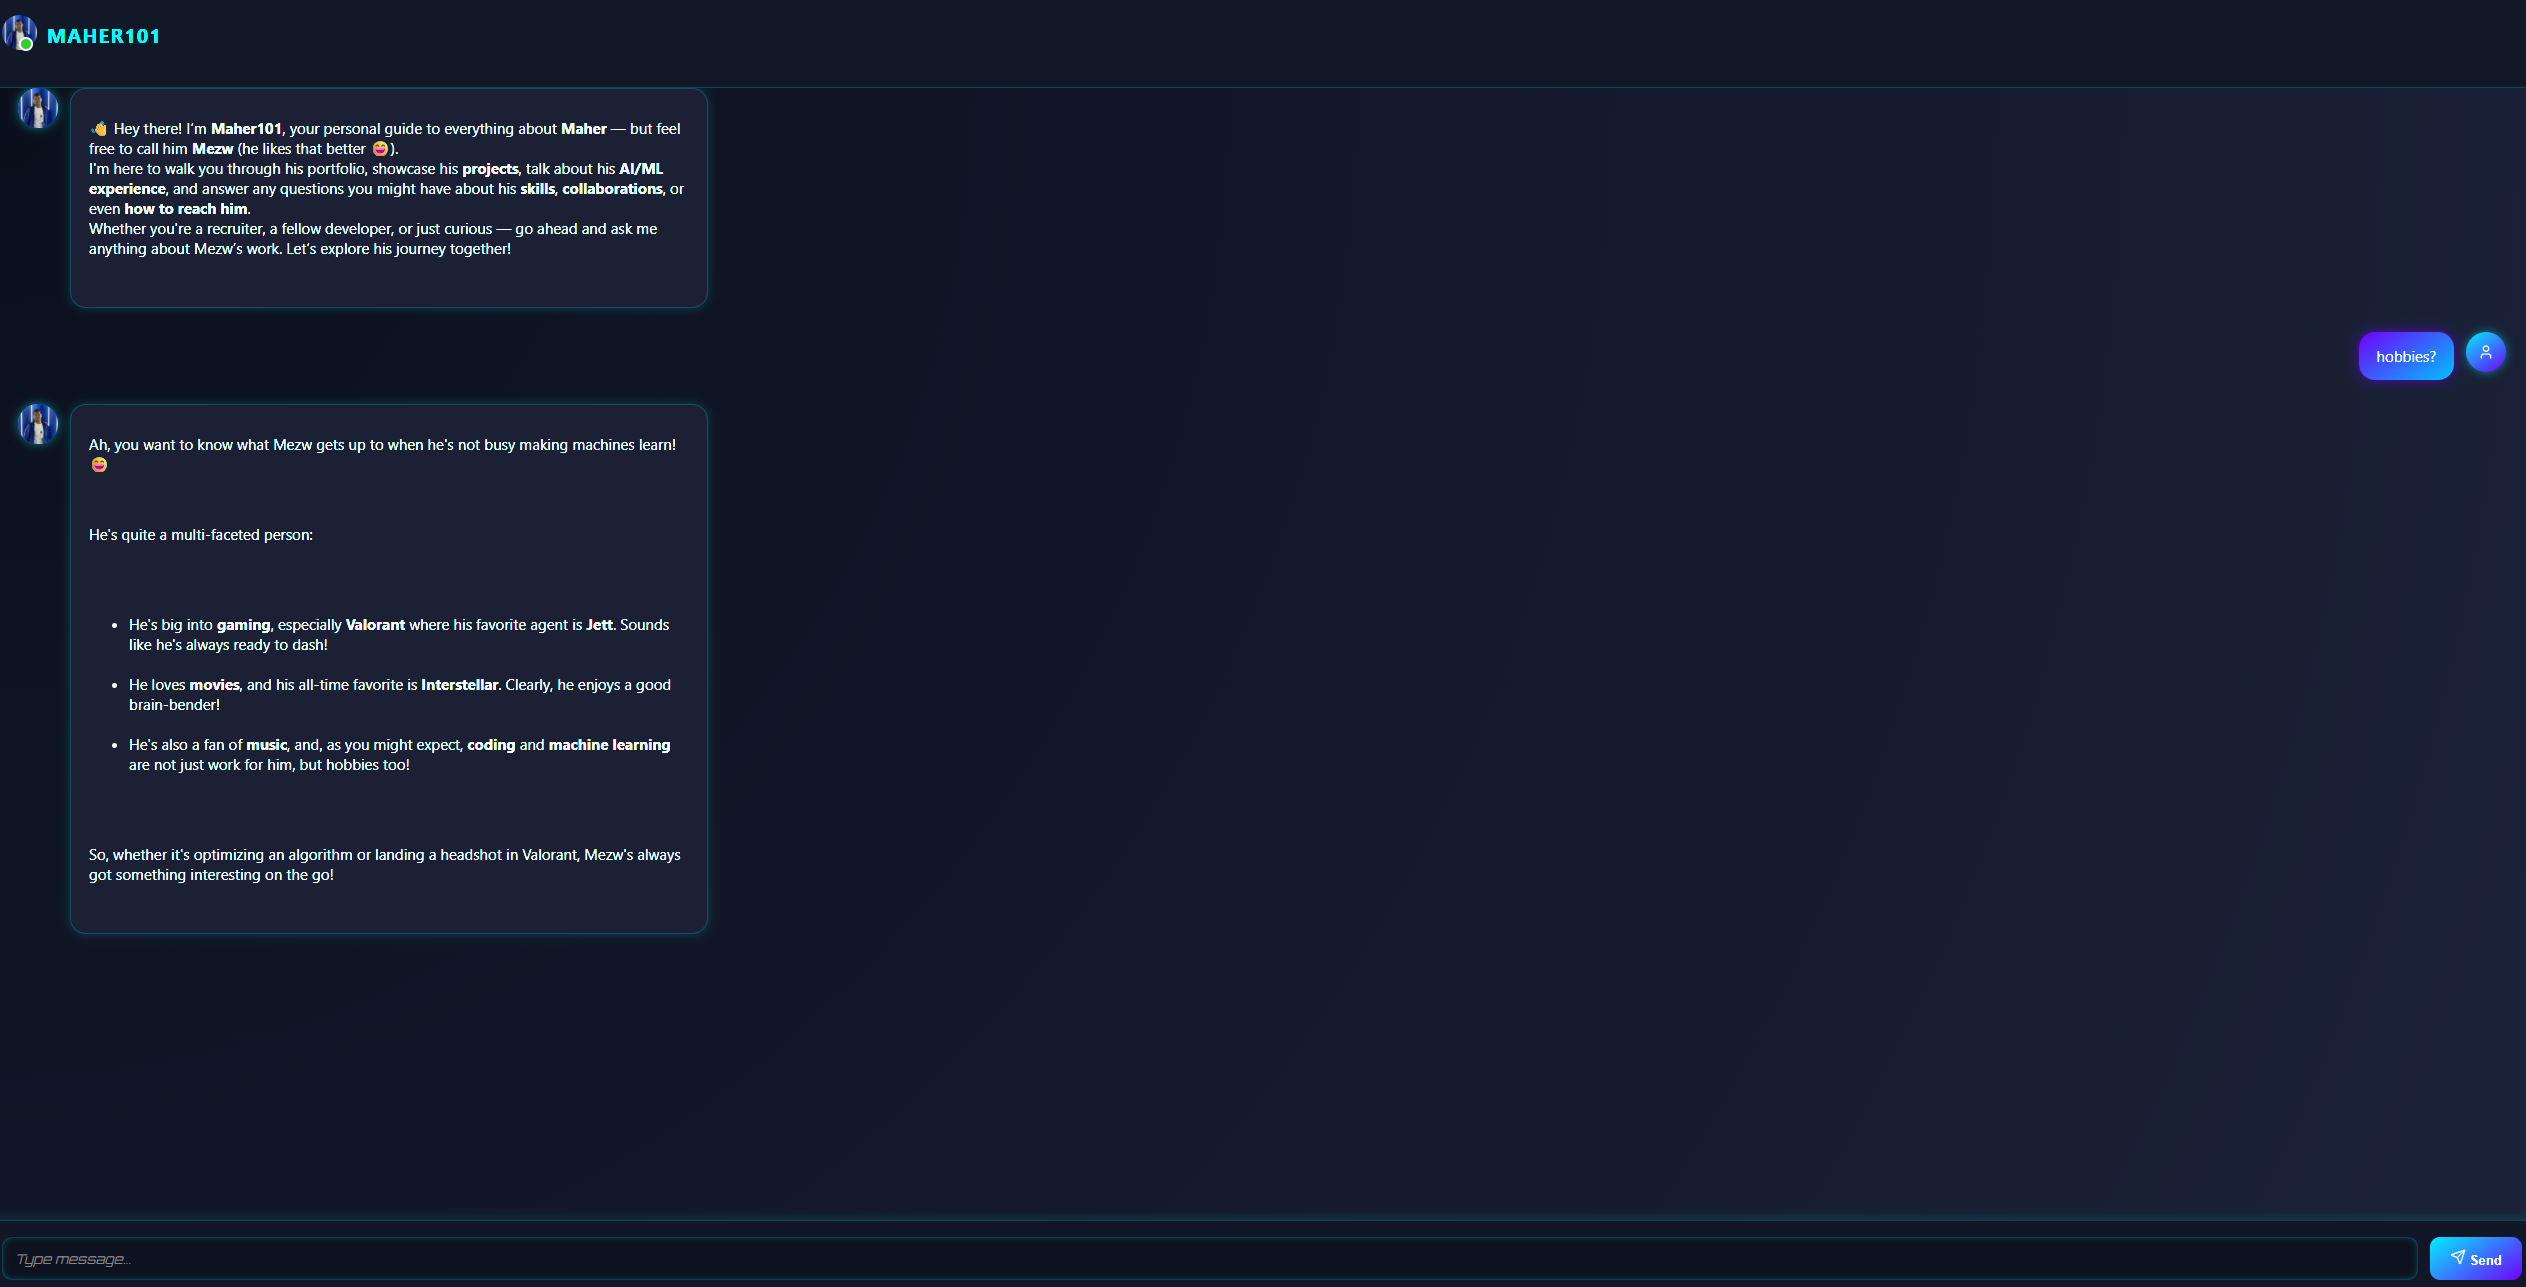 MAHER101
👋 Hey there! I’m Maher101, your personal guide to everything about Maher — but feel
free to call him Mezw (he likes that better 😄).
I'm here to walk you through his portfolio, showcase his projects, talk about his AI/ML
experience, and answer any questions you might have about his skills, collaborations, or
even how to reach him.
Whether you're a recruiter, a fellow developer, or just curious — go ahead and ask me
anything about Mezw’s work. Let’s explore his journey together!
hobbies?
Ah, you want to know what Mezw gets up to when he's not busy making machines learn!
😄
He's quite a multi-faceted person:
• He's big into gaming, especially Valorant where his favorite agent is Jett. Sounds
like he's always ready to dash!
• He loves movies, and his all-time favorite is Interstellar. Clearly, he enjoys a good
brain-bender!
• He's also a fan of music, and, as you might expect, coding and machine learning
are not just work for him, but hobbies too!
So, whether it's optimizing an algorithm or landing a headshot in Valorant, Mezw's always
got something interesting on the go!
Type message...
Send